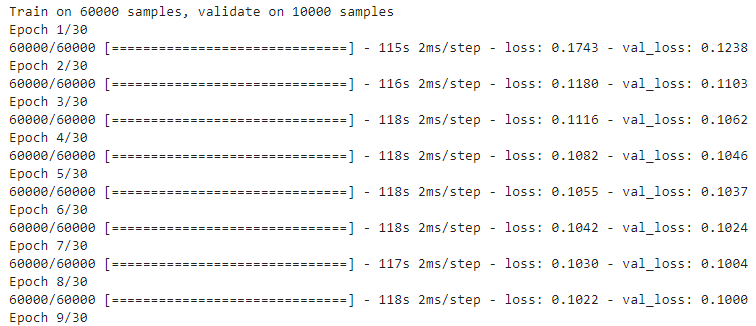 Train on 60000 samples, validate on 10000 samples
Epoch 1/30
60000/60000 [==============================] - 115s 2ms/step - loss: 0.1743 - val_loss: 0.1238
Epoch 2/30
60000/60000 [==============================] - 116s 2ms/step - loss: 0.1180 - val_loss: 0.1103
Epoch 3/30
60000/60000 [==============================] - 118s 2ms/step - loss: 0.1116 - val_loss: 0.1062
Epoch 4/30
60000/60000 [==============================] - 118s 2ms/step - loss: 0.1082 - val_loss: 0.1046
Epoch 5/30
60000/60000 [==============================] - 118s 2ms/step - loss: 0.1055 - val_loss: 0.1037
Epoch 6/30
60000/60000 [==============================] - 118s 2ms/step - loss: 0.1042 - val_loss: 0.1024
Epoch 7/30
60000/60000 [==============================] - 117s 2ms/step - loss: 0.1030 - val_loss: 0.1004
Epoch 8/30
60000/60000 [==============================] - 118s 2ms/step - loss: 0.1022 - val_loss: 0.1000
Epoch 9/30